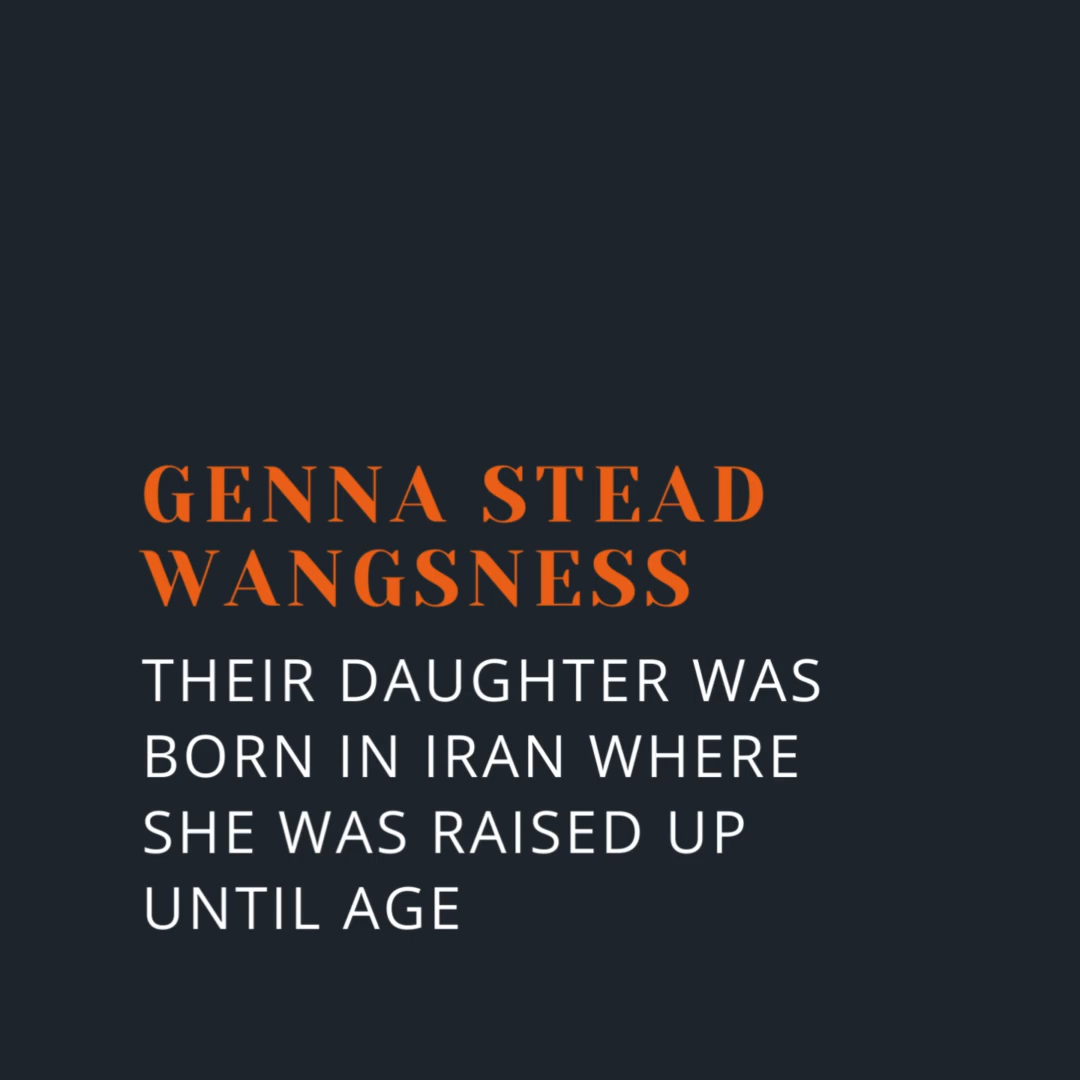 GENNA STEAD
WANGSNESS
THEIR DAUGHTER WAS
BORN IN IRAN WHERE
SHE WAS RAISED UP
UNTIL AGE